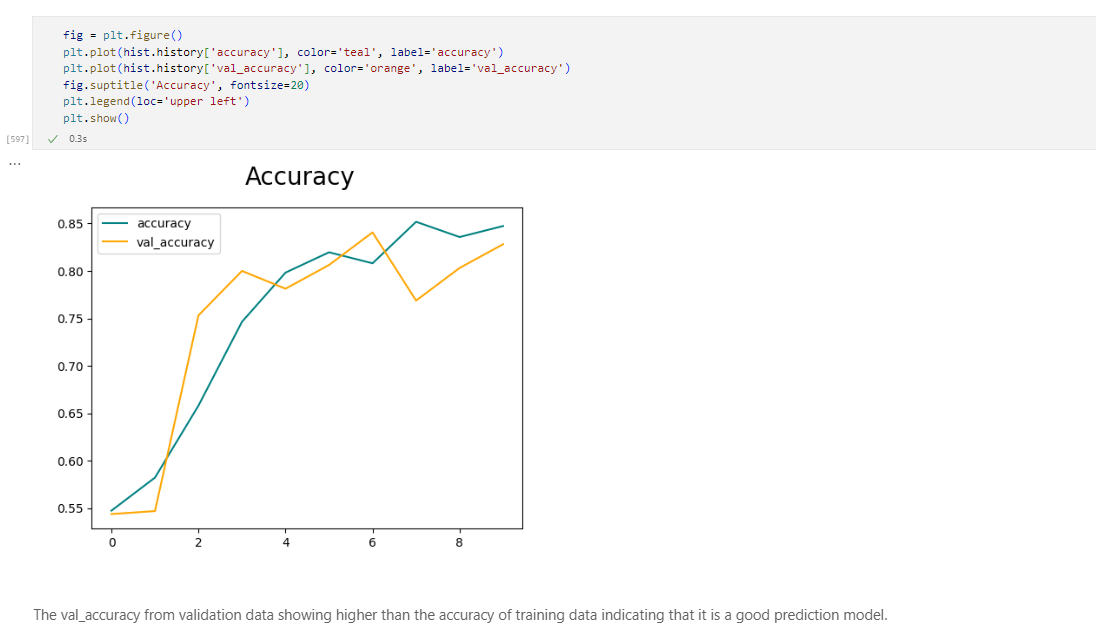 fig = plt.figure()
plt.plot(hist.history['accuracy'], color='teal', label='accuracy')
plt.plot(hist.history['val_accuracy'], color='orange', label='val_accuracy')
fig.suptitle('Accuracy', fontsize=20)
plt.legend(loc='upper left')
plt.show()
[597] ✓ 0.3s
...
Accuracy
accuracy
val_accuracy
0.85
0.80
0.75
0.70
0.65
0.60
0.55
0 2 4 6 8
The val_accuracy from validation data showing higher than the accuracy of training data indicating that it is a good prediction model.